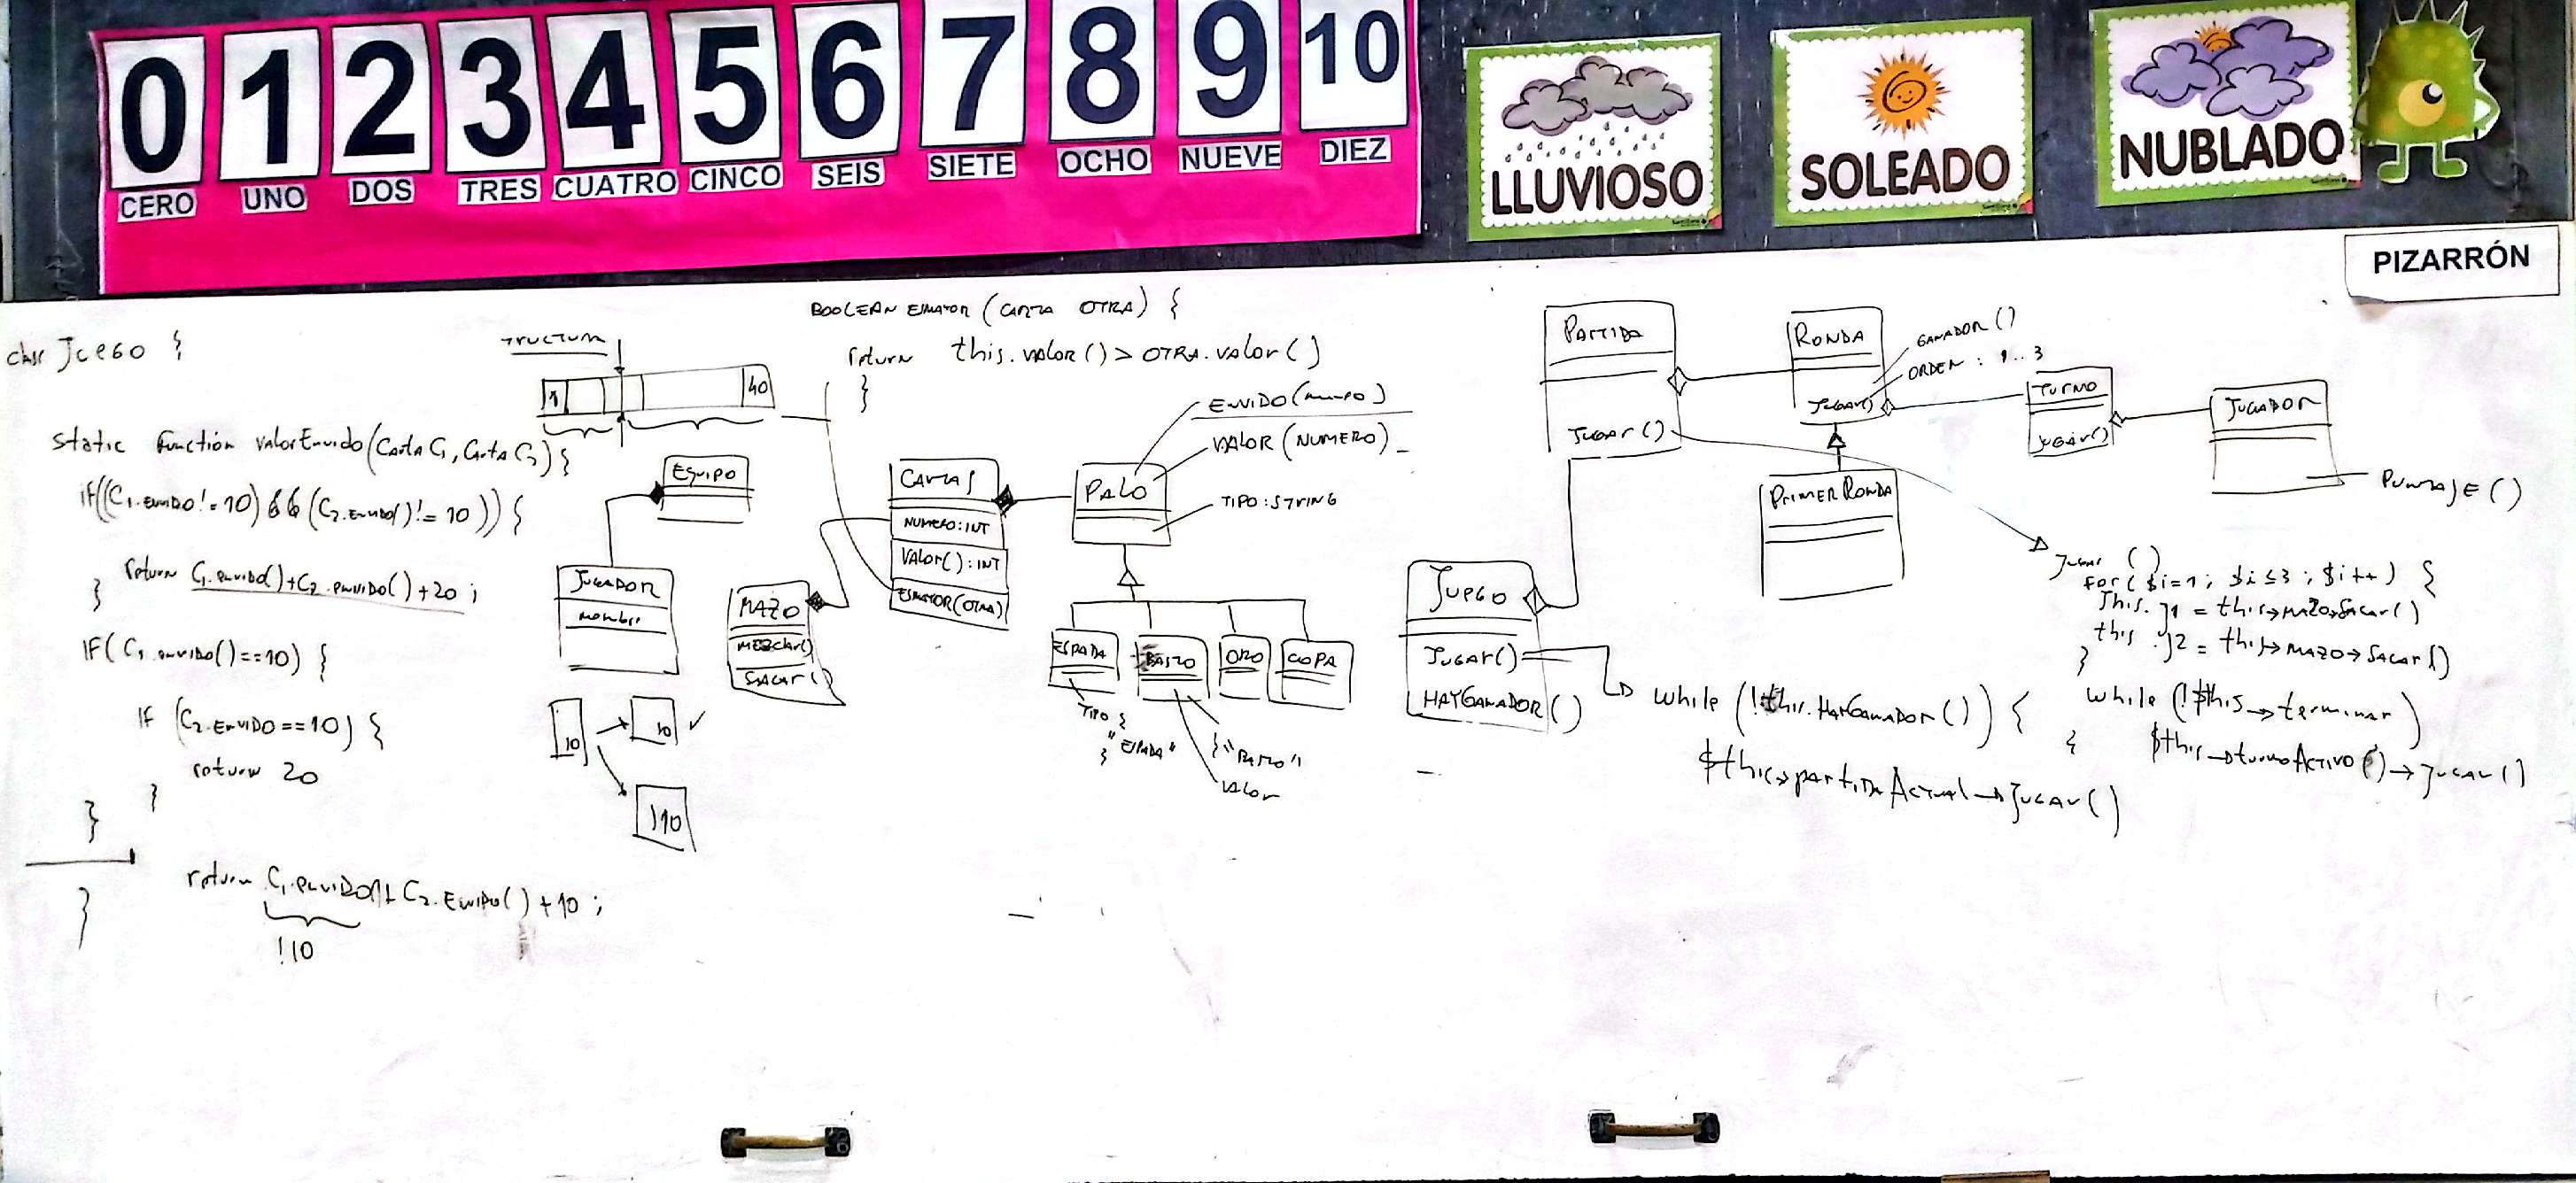 0 1 2 3 4 5 6 7 8 9 10
CERO UNO DOS TRES CUATRO CINCO SEIS SIETE OCHO NUEVE DIEZ
LLUVIOSO
SOLEADO
NUBLADO
PIZARRÓN
class Juego {
static function valorEnvido(Carta C1, Carta C2) {
if((C1.envido != 10) && (C2.envido() != 10)) {
return C1.envido()+C2.envido()+20 ;
}
IF( C1.envido()==10) {
IF (C2.ENVIDO == 10) {
return 20
}
}
return C1.envido()+ C2.Envido() + 10 ;
!10
}
40
BOOLEAN ESMAYOR (CARTA OTRA) {
return this.VALOR() > OTRA.valor()
}
EQUIPO
JUGADOR
nombre
10
10 ✓
!10
MAZO
MEZCLAR()
SACAR()
CARTAS
NUMERO:INT
VALOR():INT
ESMAYOR(OTRA)
PALO
ENVIDO(NUMERO)
VALOR (NUMERO)
TIPO:STRING
ESPADA
BASTO
ORO
COPA
TIPO {
} "ESPADA"
} "BASTO"
VALOR
PARTIDA
JUGAR()
RONDA
JUGAR()
GANADOR()
ORDEN : 1..3
PRIMER RONDA
TURNO
JUGAR()
JUGADOR
PUNTAJE()
JUEGO
JUGAR()
HAYGANADOR()
while (!this.HAYGANADOR()) {
$this->partidaActual->Jugar()
Jugar ()
for( $i=1; $i≤3 ; $i++) {
This.j1 = this->MAZO->SACAR()
this.j2 = this->MAZO->SACAR()
}
while (!$this->terminar)
{ $this->turnoActivo()->jugar()